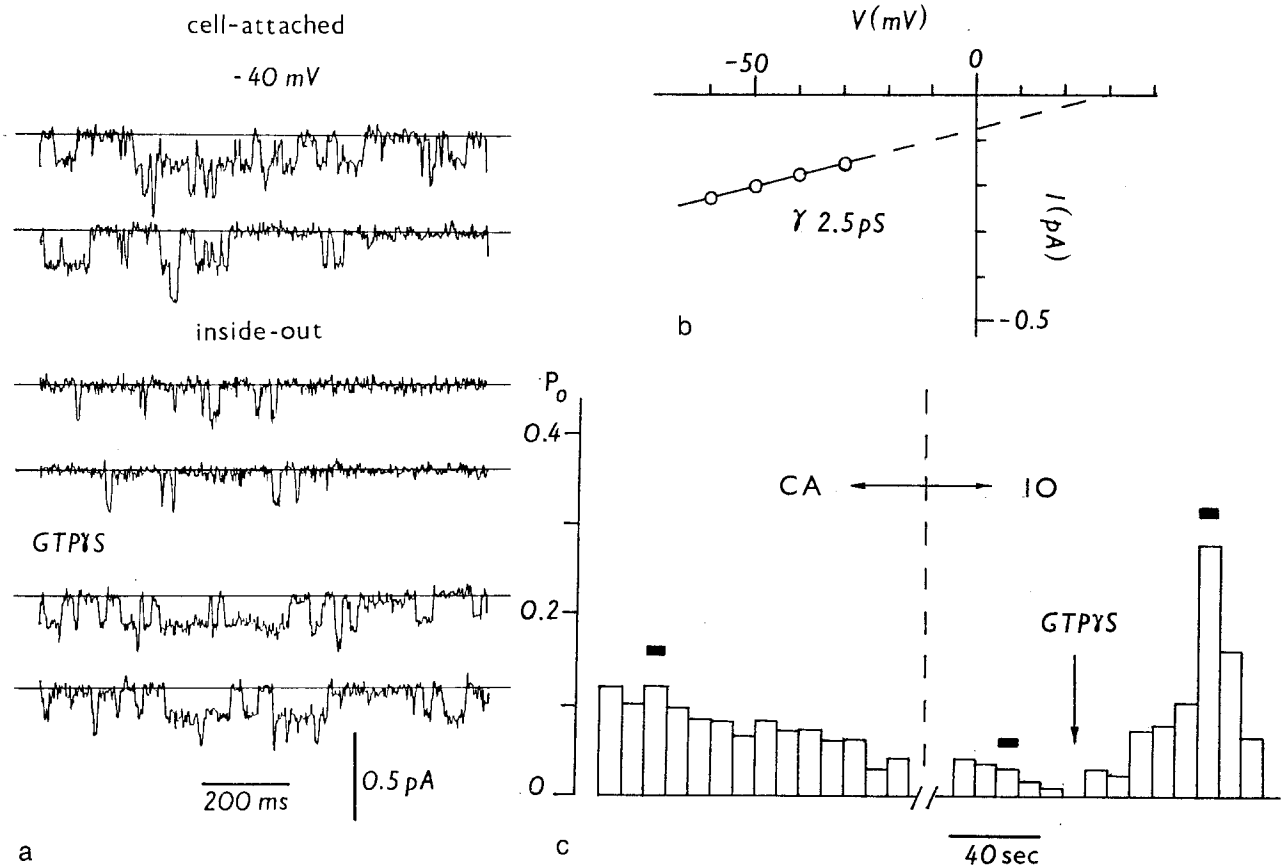 cell-attached
-40 mV
inside-out
GTPγS
200 ms
0.5 pA
a
V(mV)
-50
0
γ 2.5 pS
I(pA)
-0.5
b
Po
0.4
0.2
0
CA
IO
GTPγS
40 sec
c